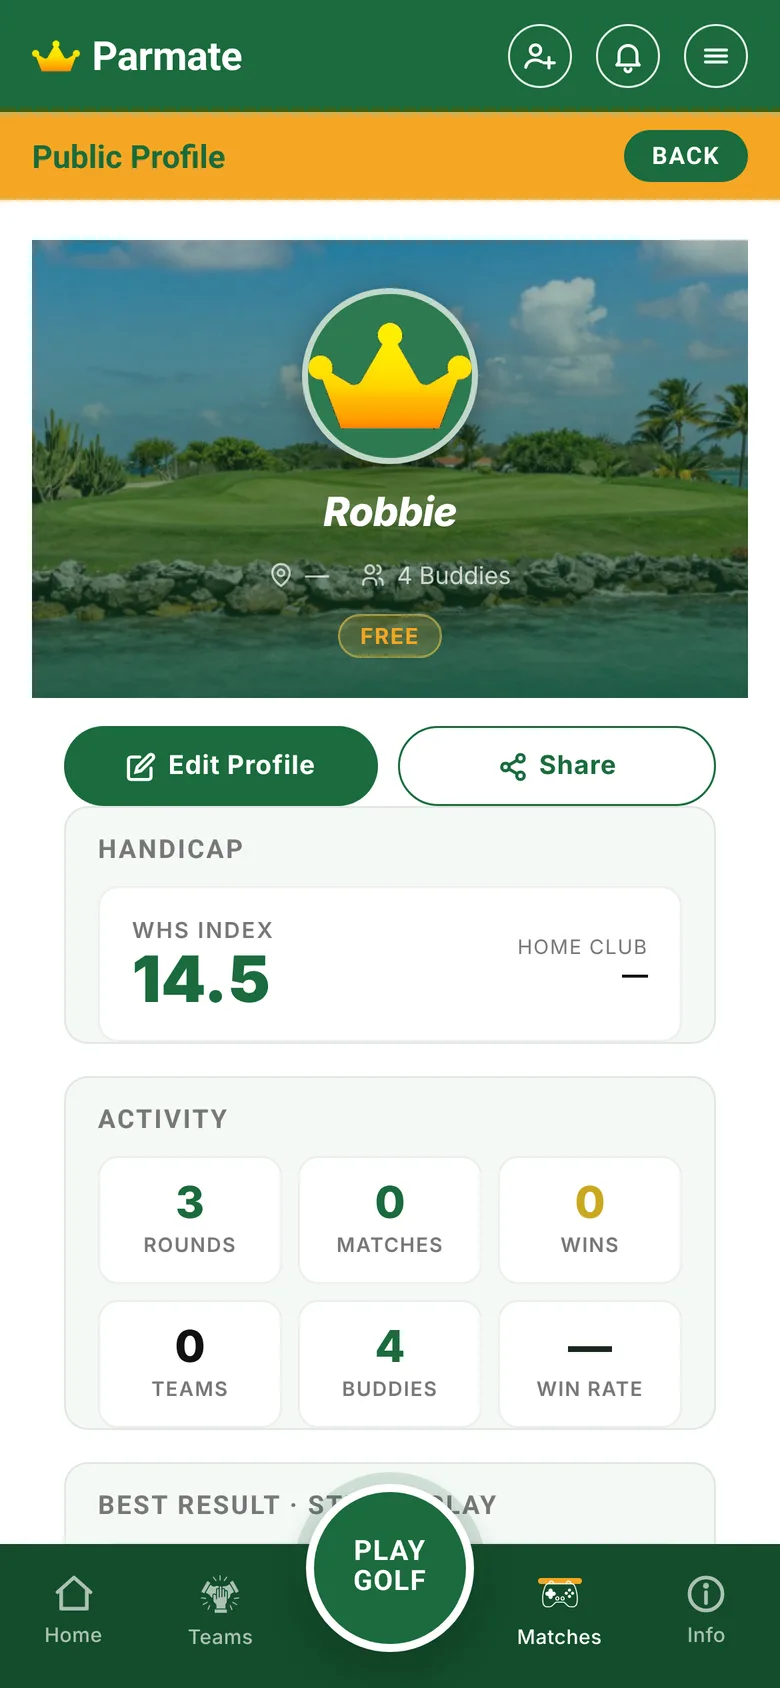 Parmate
Public Profile
BACK
Robbie
— 4 Buddies
FREE
Edit Profile
Share
HANDICAP
WHS INDEX
14.5
HOME CLUB
—
ACTIVITY
3
ROUNDS
0
MATCHES
0
WINS
0
TEAMS
4
BUDDIES
—
WIN RATE
BEST RESULT ·
PLAY
GOLF
Home
Teams
Matches
Info